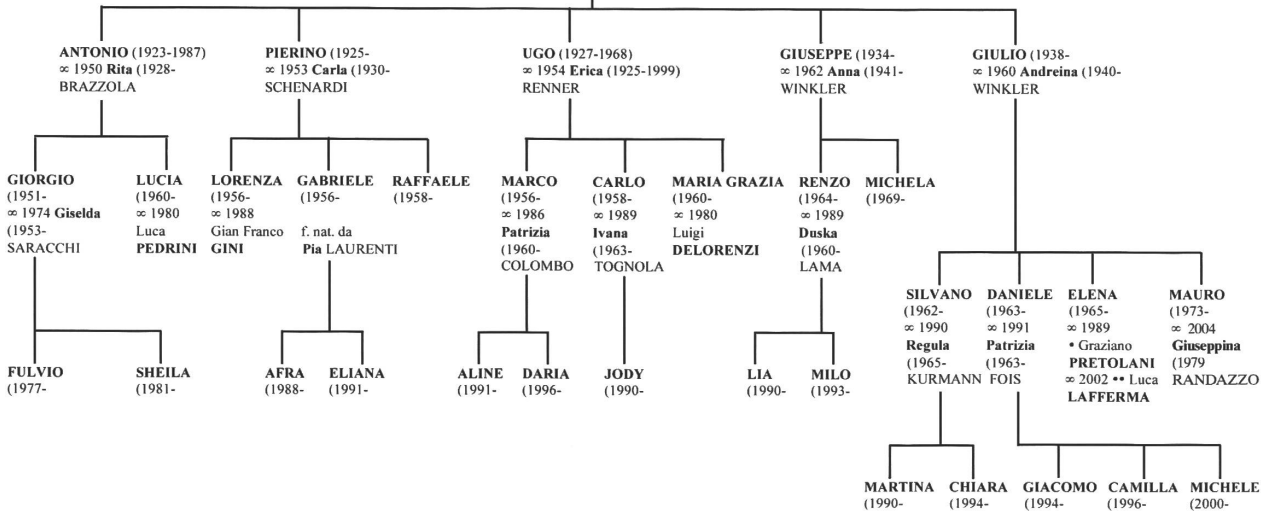 ANTONIO (1923-1987)
∞ 1950 Rita (1928-
BRAZZOLA
PIERINO (1925-
∞ 1953 Carla (1930-
SCHENARDI
UGO (1927-1968)
∞ 1954 Erica (1925-1999)
RENNER
GIUSEPPE (1934-
∞ 1962 Anna (1941-
WINKLER
GIULIO (1938-
∞ 1960 Andreina (1940-
WINKLER
GIORGIO
(1951-
∞ 1974 Giselda
(1953-
SARACCHI
LUCIA
(1960-
∞ 1980
Luca
PEDRINI
LORENZA
(1956-
∞ 1988
Gian Franco
GINI
GABRIELE
(1956-
f. nat. da
Pia LAURENTI
RAFFAELE
(1958-
MARCO
(1956-
∞ 1986
Patrizia
(1960-
COLOMBO
CARLO
(1958-
∞ 1989
Ivana
(1963-
TOGNOLA
MARIA GRAZIA
(1960-
∞ 1980
Luigi
DELORENZI
RENZO
(1964-
∞ 1989
Duska
(1960-
LAMA
MICHELA
(1969-
SILVANO
(1962-
∞ 1990
Regula
(1965-
KURMANN
DANIELE
(1963-
∞ 1991
Patrizia
(1963-
FOIS
ELENA
(1965-
∞ 1989
• Graziano
PRETOLANI
∞ 2002 •• Luca
LAFFERMA
MAURO
(1973-
∞ 2004
Giuseppina
(1979
RANDAZZO
FULVIO
(1977-
SHEILA
(1981-
AFRA
(1988-
ELIANA
(1991-
ALINE
(1991-
DARIA
(1996-
JODY
(1990-
LIA
(1990-
MILO
(1993-
MARTINA
(1990-
CHIARA
(1994-
GIACOMO
(1994-
CAMILLA
(1996-
MICHELE
(2000-